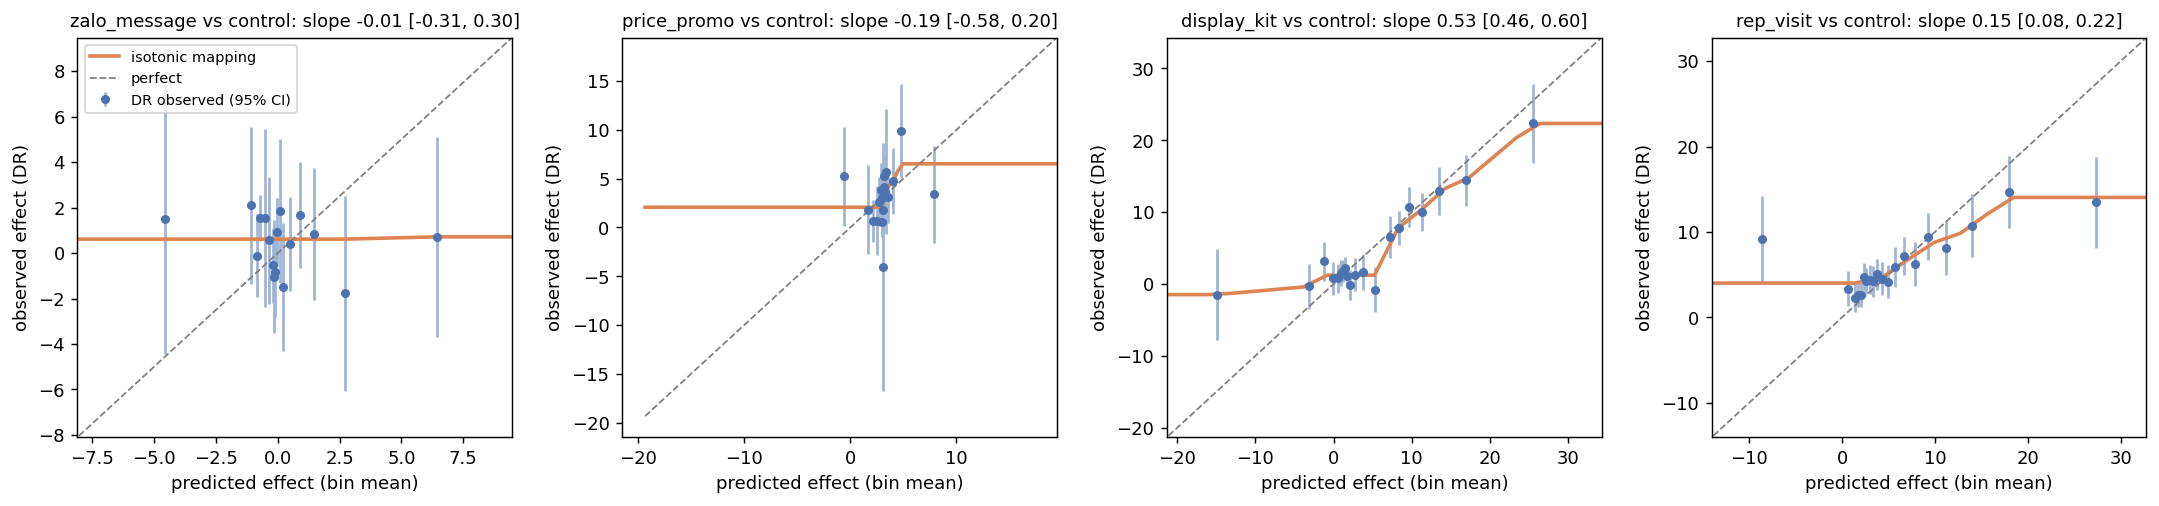 zalo_message vs control: slope -0.01 [-0.31, 0.30]
isotonic mapping
perfect
DR observed (95% CI)
8
6
4
2
0
−2
−4
−6
−8
observed effect (DR)
−7.5 −5.0 −2.5 0.0 2.5 5.0 7.5
predicted effect (bin mean)
price_promo vs control: slope -0.19 [-0.58, 0.20]
15
10
5
0
−5
−10
−15
−20
observed effect (DR)
−20 −10 0 10
predicted effect (bin mean)
display_kit vs control: slope 0.53 [0.46, 0.60]
30
20
10
0
−10
−20
observed effect (DR)
−20 −10 0 10 20 30
predicted effect (bin mean)
rep_visit vs control: slope 0.15 [0.08, 0.22]
30
20
10
0
−10
observed effect (DR)
−10 0 10 20 30
predicted effect (bin mean)